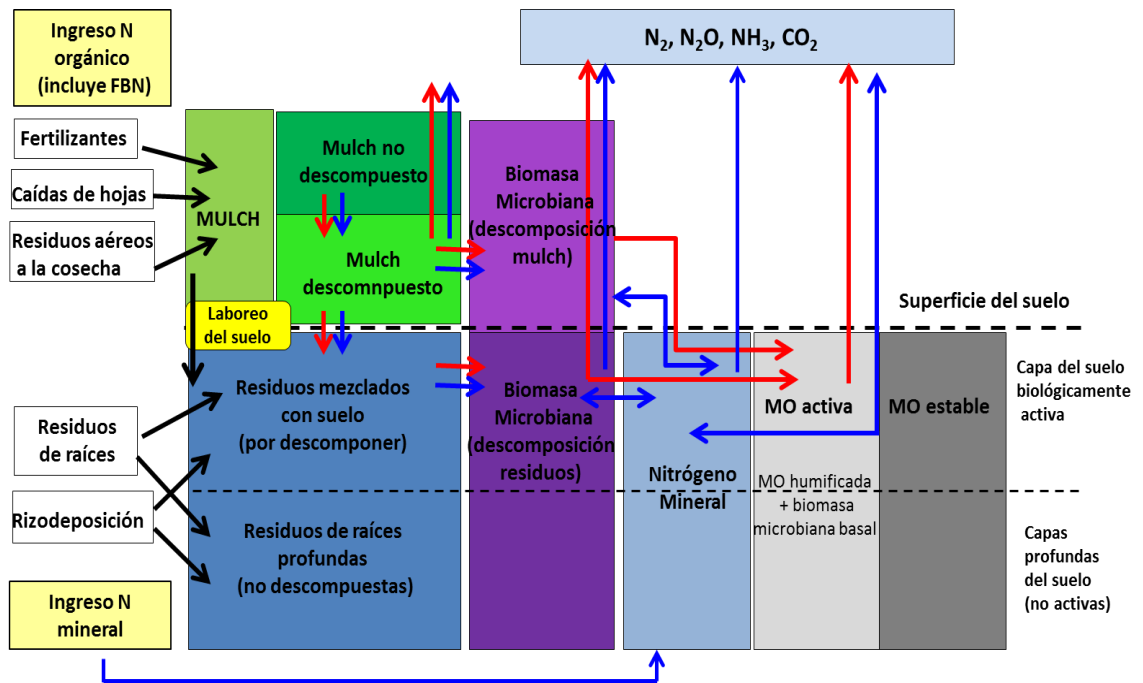 Ingreso N
orgánico
(incluye FBN)
N₂, N₂O, NH₃, CO₂
Fertilizantes
Caídas de hojas
Residuos aéreos
a la cosecha
MULCH
Mulch no
descompuesto
Mulch
descomnpuesto
Biomasa
Microbiana
(descomposición
mulch)
Superficie del suelo
Laboreo
del suelo
Residuos mezclados
con suelo
(por descomponer)
Biomasa
Microbiana
(descomposición
residuos)
Nitrógeno
Mineral
MO activa
MO estable
Capa del suelo
biológicamente
activa
Residuos
de raíces
Rizodeposición
MO humificada
+ biomasa
microbiana basal
Residuos de raíces
profundas
(no descompuestas)
Capas
profundas
del suelo
(no activas)
Ingreso N
mineral